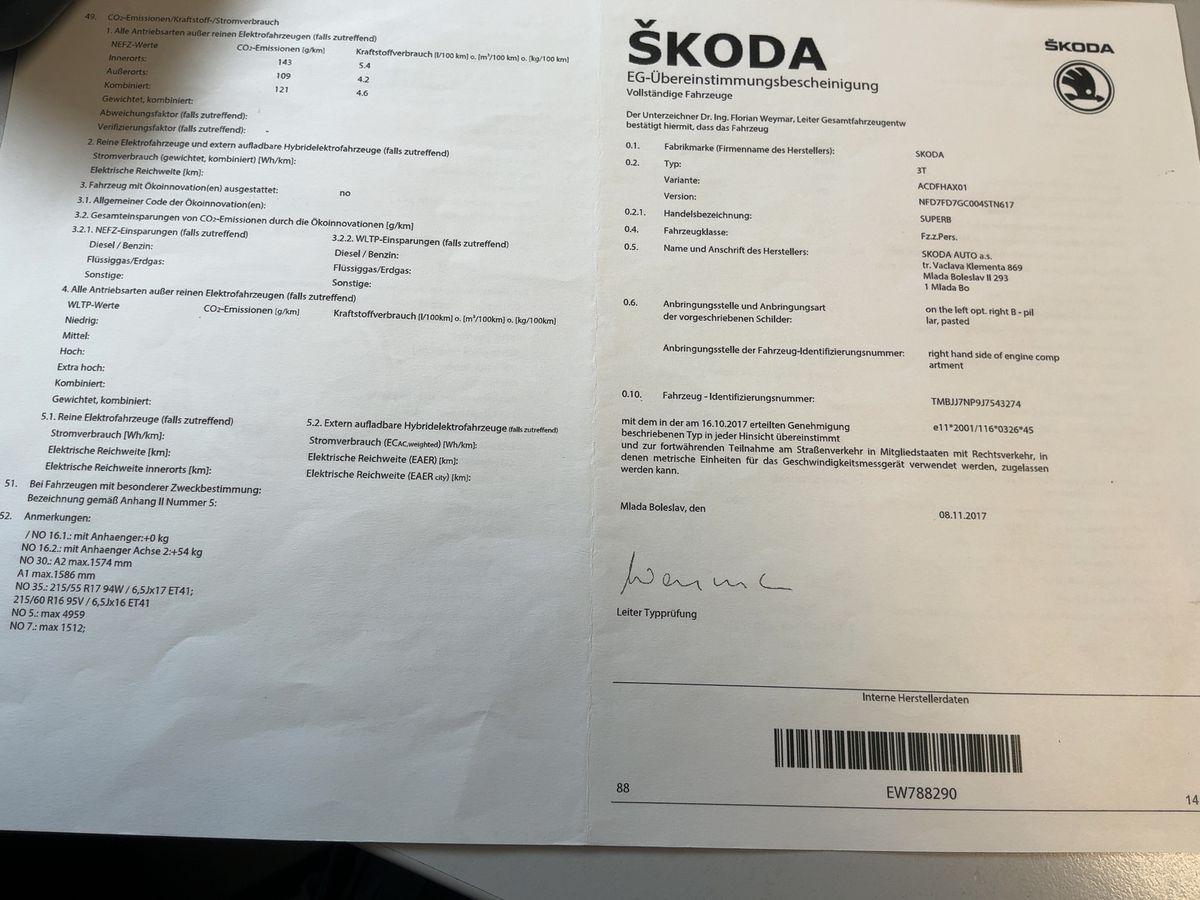 49. CO₂-Emissionen/Kraftstoff-/Stromverbrauch
1. Alle Antriebsarten außer reinen Elektrofahrzeugen (falls zutreffend)
NEFZ-Werte CO₂-Emissionen [g/km] Kraftstoffverbrauch [l/100 km] o. [m³/100 km] o. [kg/100 km]
Innerorts: 143 5.4
Außerorts: 109 4.2
Kombiniert: 121 4.6
Gewichtet, kombiniert:
Abweichungsfaktor (falls zutreffend):
Verifizierungsfaktor (falls zutreffend): -
2. Reine Elektrofahrzeuge und extern aufladbare Hybridelektrofahrzeuge (falls zutreffend)
Stromverbrauch (gewichtet, kombiniert) [Wh/km]:
Elektrische Reichweite [km]:
3. Fahrzeug mit Ökoinnovation(en) ausgestattet: no
3.1. Allgemeiner Code der Ökoinnovation(en):
3.2. Gesamteinsparungen von CO₂-Emissionen durch die Ökoinnovationen [g/km]
3.2.1. NEFZ-Einsparungen (falls zutreffend) 3.2.2. WLTP-Einsparungen (falls zutreffend)
Diesel / Benzin: Diesel / Benzin:
Flüssiggas/Erdgas: Flüssiggas/Erdgas:
Sonstige: Sonstige:
4. Alle Antriebsarten außer reinen Elektrofahrzeugen (falls zutreffend)
WLTP-Werte CO₂-Emissionen [g/km] Kraftstoffverbrauch [l/100km] o. [m³/100km] o. [kg/100km]
Niedrig:
Mittel:
Hoch:
Extra hoch:
Kombiniert:
Gewichtet, kombiniert:
5.1. Reine Elektrofahrzeuge (falls zutreffend) 5.2. Extern aufladbare Hybridelektrofahrzeuge (falls zutreffend)
Stromverbrauch [Wh/km]: Stromverbrauch (ECAC,weighted) [Wh/km]:
Elektrische Reichweite [km]: Elektrische Reichweite (EAER) [km]:
Elektrische Reichweite innerorts [km]: Elektrische Reichweite (EAER city) [km]:
51. Bei Fahrzeugen mit besonderer Zweckbestimmung:
Bezeichnung gemäß Anhang II Nummer 5:
52. Anmerkungen:
/ NO 16.1.: mit Anhaenger:+0 kg
NO 16.2.: mit Anhaenger Achse 2:+54 kg
NO 30.: A2 max.1574 mm
A1 max.1586 mm
NO 35.: 215/55 R17 94W / 6,5Jx17 ET41;
215/60 R16 95V / 6,5Jx16 ET41
NO 5.: max 4959
NO 7.: max 1512;
ŠKODA
ŠKODA
EG-Übereinstimmungsbescheinigung
Vollständige Fahrzeuge
Der Unterzeichner Dr. Ing. Florian Weymar, Leiter Gesamtfahrzeugentw
bestätigt hiermit, dass das Fahrzeug
0.1. Fabrikmarke (Firmenname des Herstellers): SKODA
0.2. Typ: 3T
Variante: ACDFHAX01
Version: NFD7FD7GC004STN617
0.2.1. Handelsbezeichnung: SUPERB
0.4. Fahrzeugklasse: Fz.z.Pers.
0.5. Name und Anschrift des Herstellers: SKODA AUTO a.s.
tr. Vaclava Klementa 869
Mlada Boleslav II 293
1 Mlada Bo
0.6. Anbringungsstelle und Anbringungsart on the left opt. right B - pil
der vorgeschriebenen Schilder: lar, pasted
Anbringungsstelle der Fahrzeug-Identifizierungsnummer: right hand side of engine comp
artment
0.10. Fahrzeug - Identifizierungsnummer: TMBJJ7NP9J7543274
mit dem in der am 16.10.2017 erteilten Genehmigung e11*2001/116*0326*45
beschriebenen Typ in jeder Hinsicht übereinstimmt
und zur fortwährenden Teilnahme am Straßenverkehr in Mitgliedstaaten mit Rechtsverkehr, in
denen metrische Einheiten für das Geschwindigkeitsmessgerät verwendet werden, zugelassen
werden kann.
Mlada Boleslav, den 08.11.2017
Leiter Typprüfung
Interne Herstellerdaten
88 EW788290 14